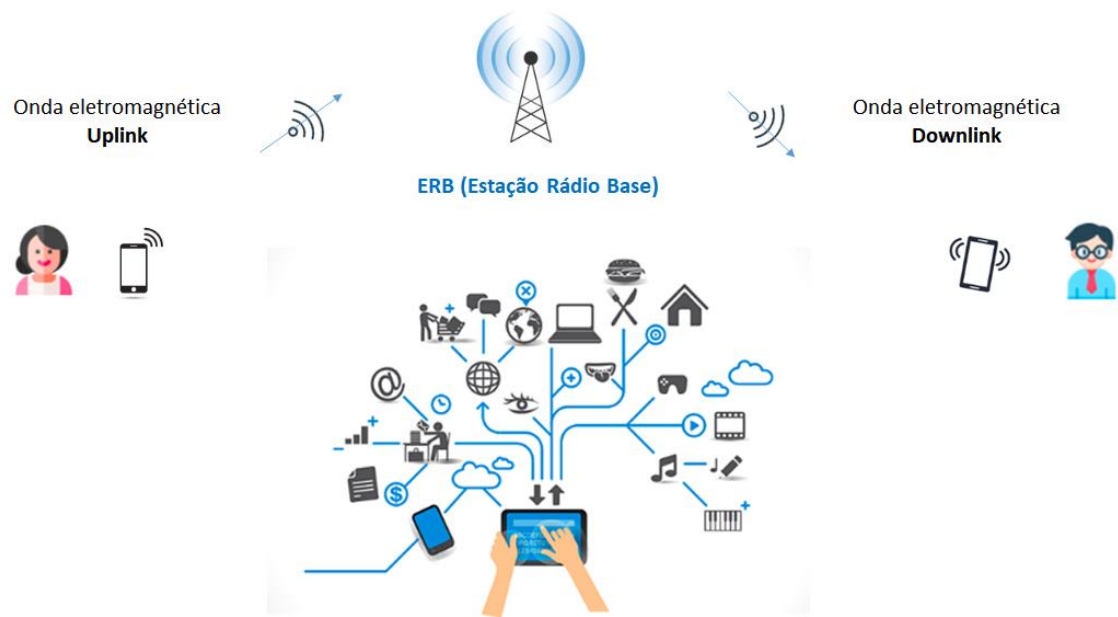 Onda eletromagnética
Uplink
Onda eletromagnética
Downlink
ERB (Estação Rádio Base)
@
$